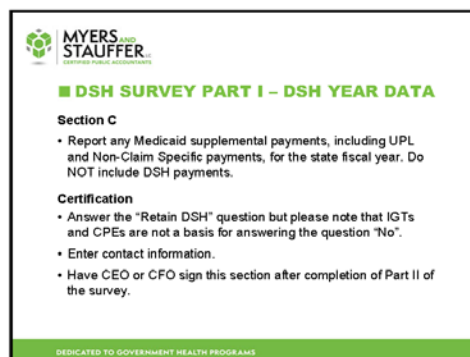 MYERS AND
STAUFFER LC
CERTIFIED PUBLIC ACCOUNTANTS
■ DSH SURVEY PART I – DSH YEAR DATA
Section C
• Report any Medicaid supplemental payments, including UPL
and Non-Claim Specific payments, for the state fiscal year. Do
NOT include DSH payments.
Certification
• Answer the “Retain DSH” question but please note that IGTs
and CPEs are not a basis for answering the question “No”.
• Enter contact information.
• Have CEO or CFO sign this section after completion of Part II of
the survey.
DEDICATED TO GOVERNMENT HEALTH PROGRAMS